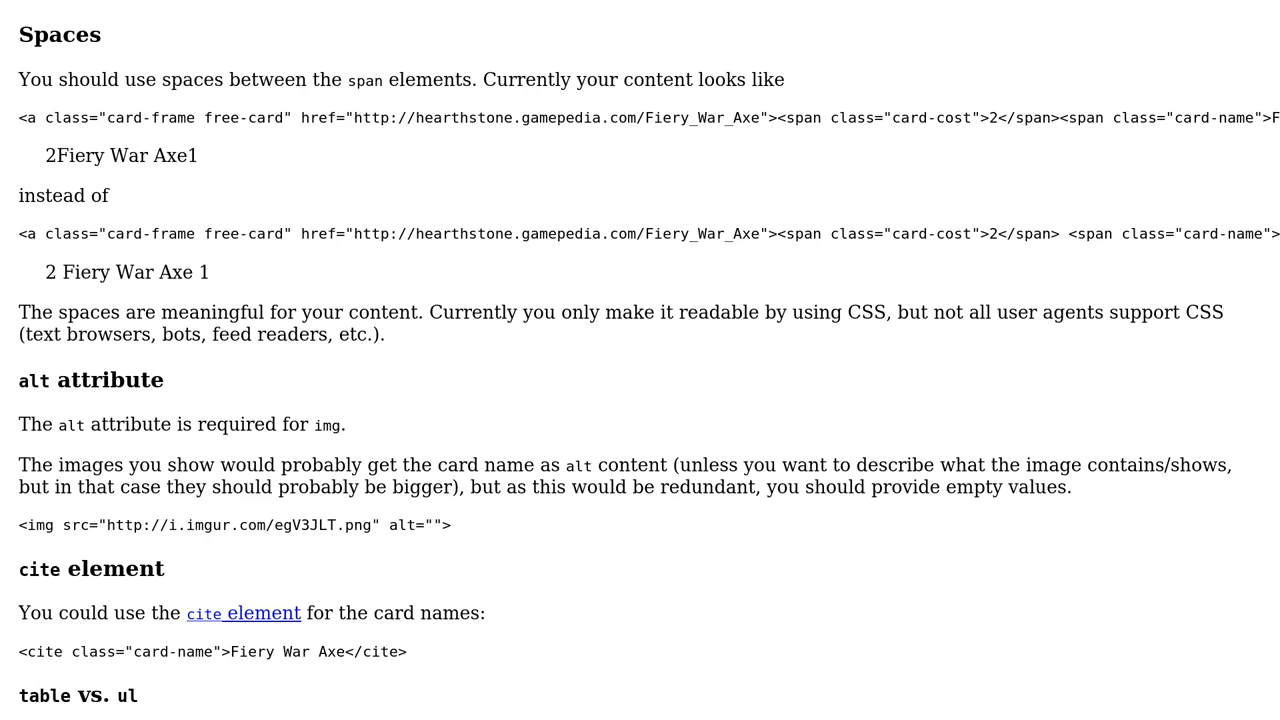 Spaces
You should use spaces between the span elements. Currently your content looks like
<a class="card-frame free-card" href="http://hearthstone.gamepedia.com/Fiery_War_Axe"><span class="card-cost">2</span><span class="card-name">F
2Fiery War Axe1
instead of
<a class="card-frame free-card" href="http://hearthstone.gamepedia.com/Fiery_War_Axe"><span class="card-cost">2</span> <span class="card-name">
2 Fiery War Axe 1
The spaces are meaningful for your content. Currently you only make it readable by using CSS, but not all user agents support CSS
(text browsers, bots, feed readers, etc.).
alt attribute
The alt attribute is required for img.
The images you show would probably get the card name as alt content (unless you want to describe what the image contains/shows,
but in that case they should probably be bigger), but as this would be redundant, you should provide empty values.
<img src="http://i.imgur.com/egV3JLT.png" alt="">
cite element
You could use the cite element for the card names:
<cite class="card-name">Fiery War Axe</cite>
table vs. ul